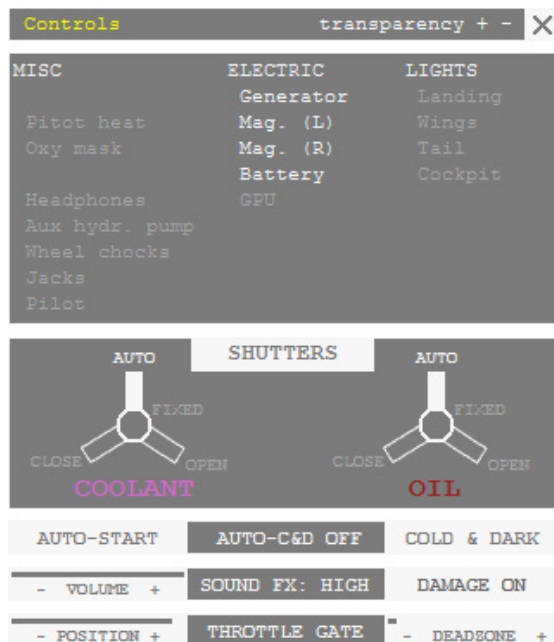 Controls transparency + - X
MISC ELECTRIC LIGHTS
Generator Landing
Pitot heat Mag. (L) Wings
Oxy mask Mag. (R) Tail
Battery Cockpit
Headphones GPU
Aux hydr. pump
Wheel chocks
Jacks
Pilot
SHUTTERS
AUTO AUTO
FIXED FIXED
CLOSE OPEN CLOSE OPEN
COOLANT OIL
AUTO-START AUTO-C&D OFF COLD & DARK
- VOLUME + SOUND FX: HIGH DAMAGE ON
- POSITION + THROTTLE GATE - DEADZONE +